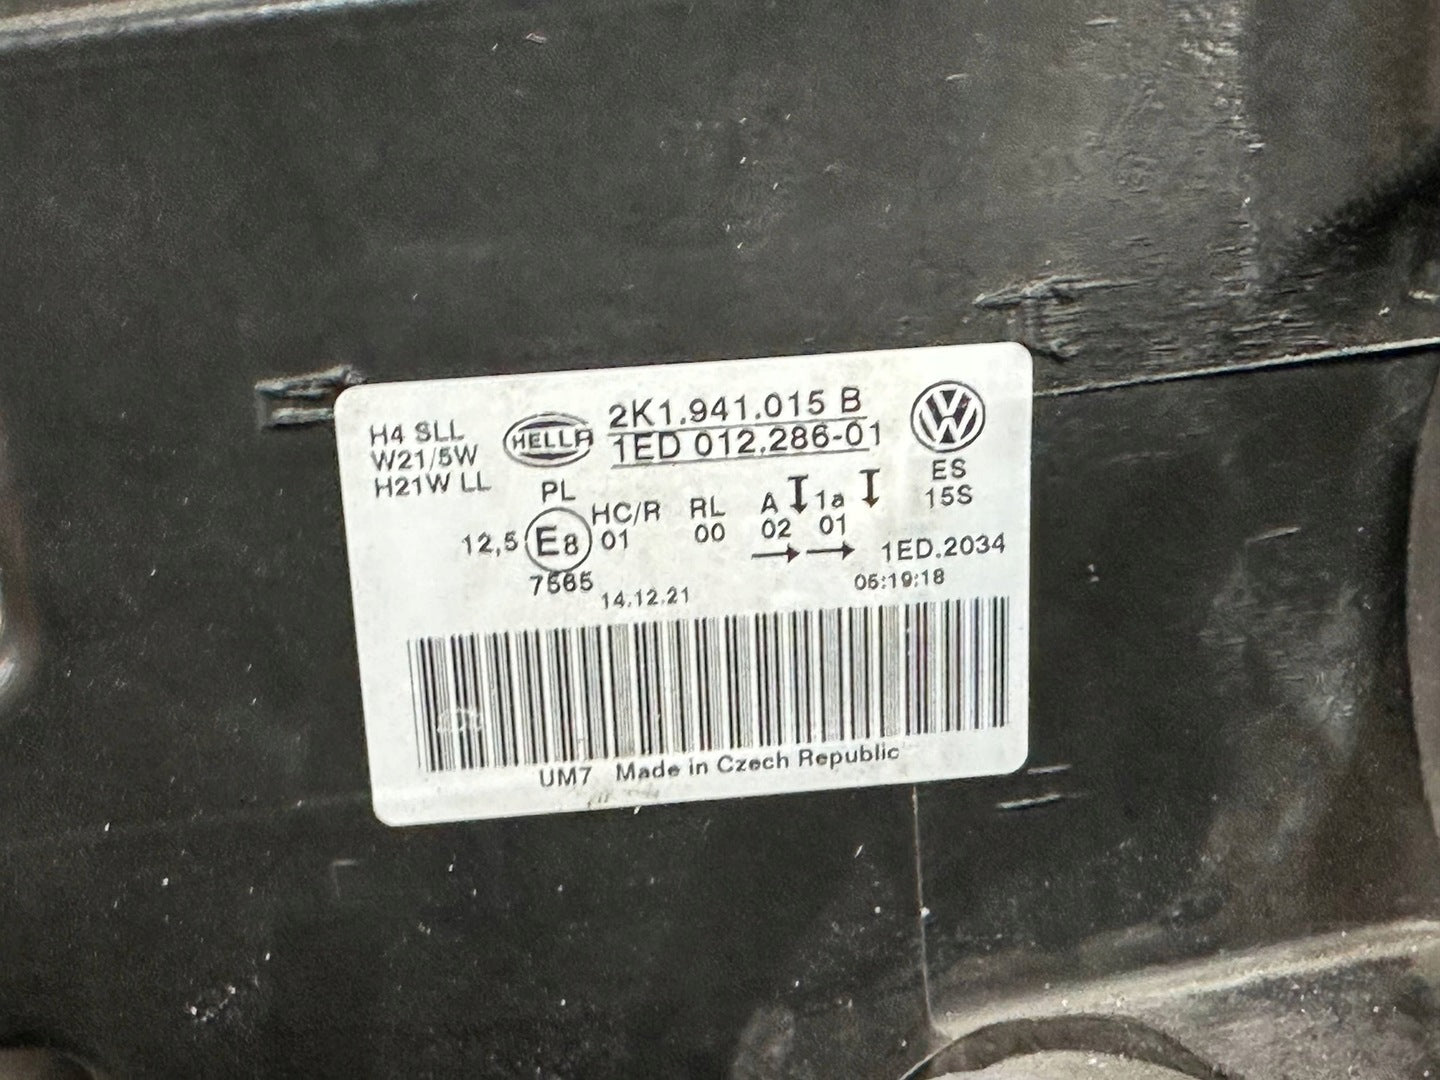 H4 SLL
W21/5W
H21W LL
HELLA
2K1.941.015 B
1ED 012.286-01
VW
ES
15S
PL
HC/R RL A 1a
12,5 E8 01 00 02 01
7565
1ED.2034
14.12.21
05:19:18
UM7 Made in Czech Republic